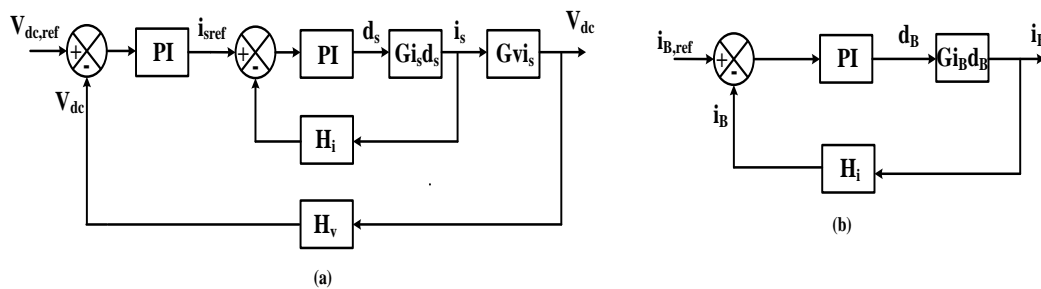 V_dc,ref
+
-
PI
i_sref
+
-
PI
d_s
Gi_sd_s
i_s
Gvi_s
V_dc
V_dc
H_i
H_v
(a)
i_B,ref
+
-
PI
d_B
Gi_Bd_B
i_B
i_B
H_i
(b)